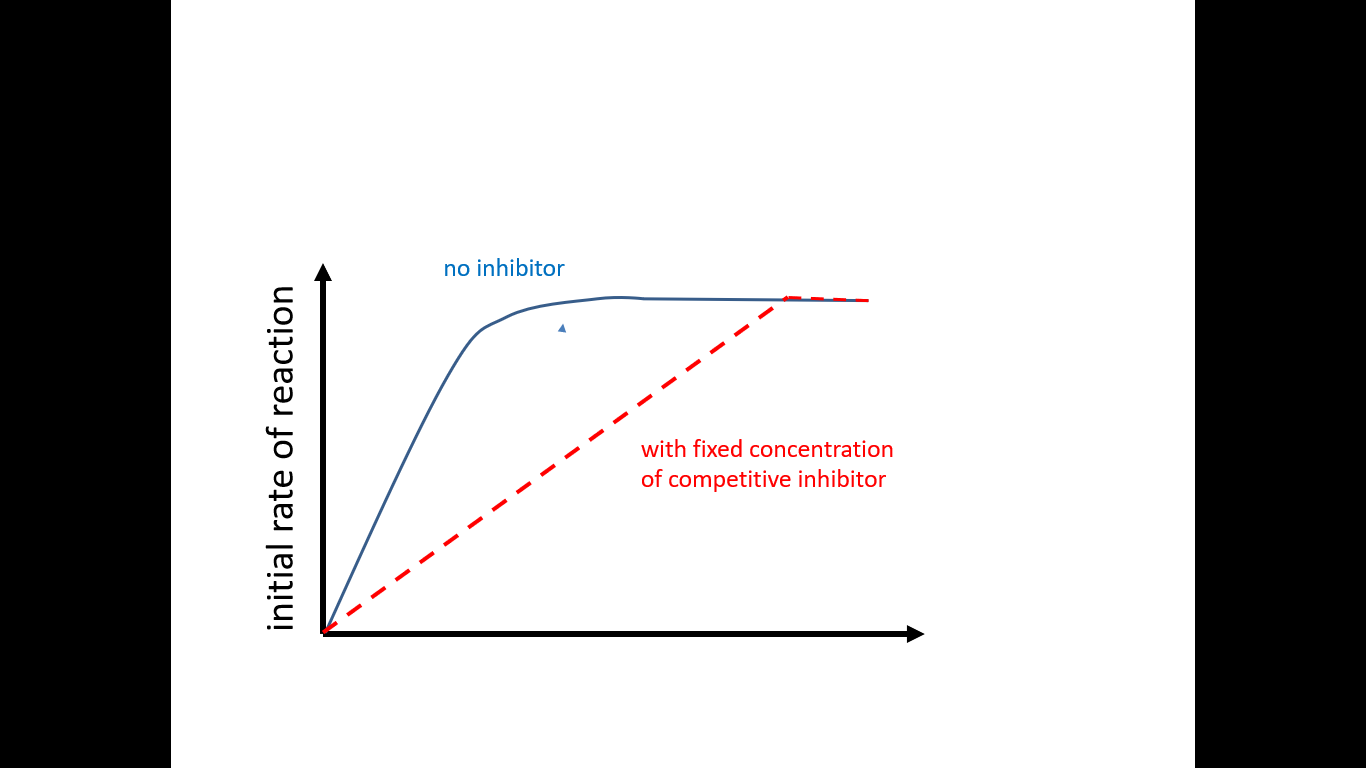 no inhibitor
initial rate of reaction
with fixed concentration
of competitive inhibitor